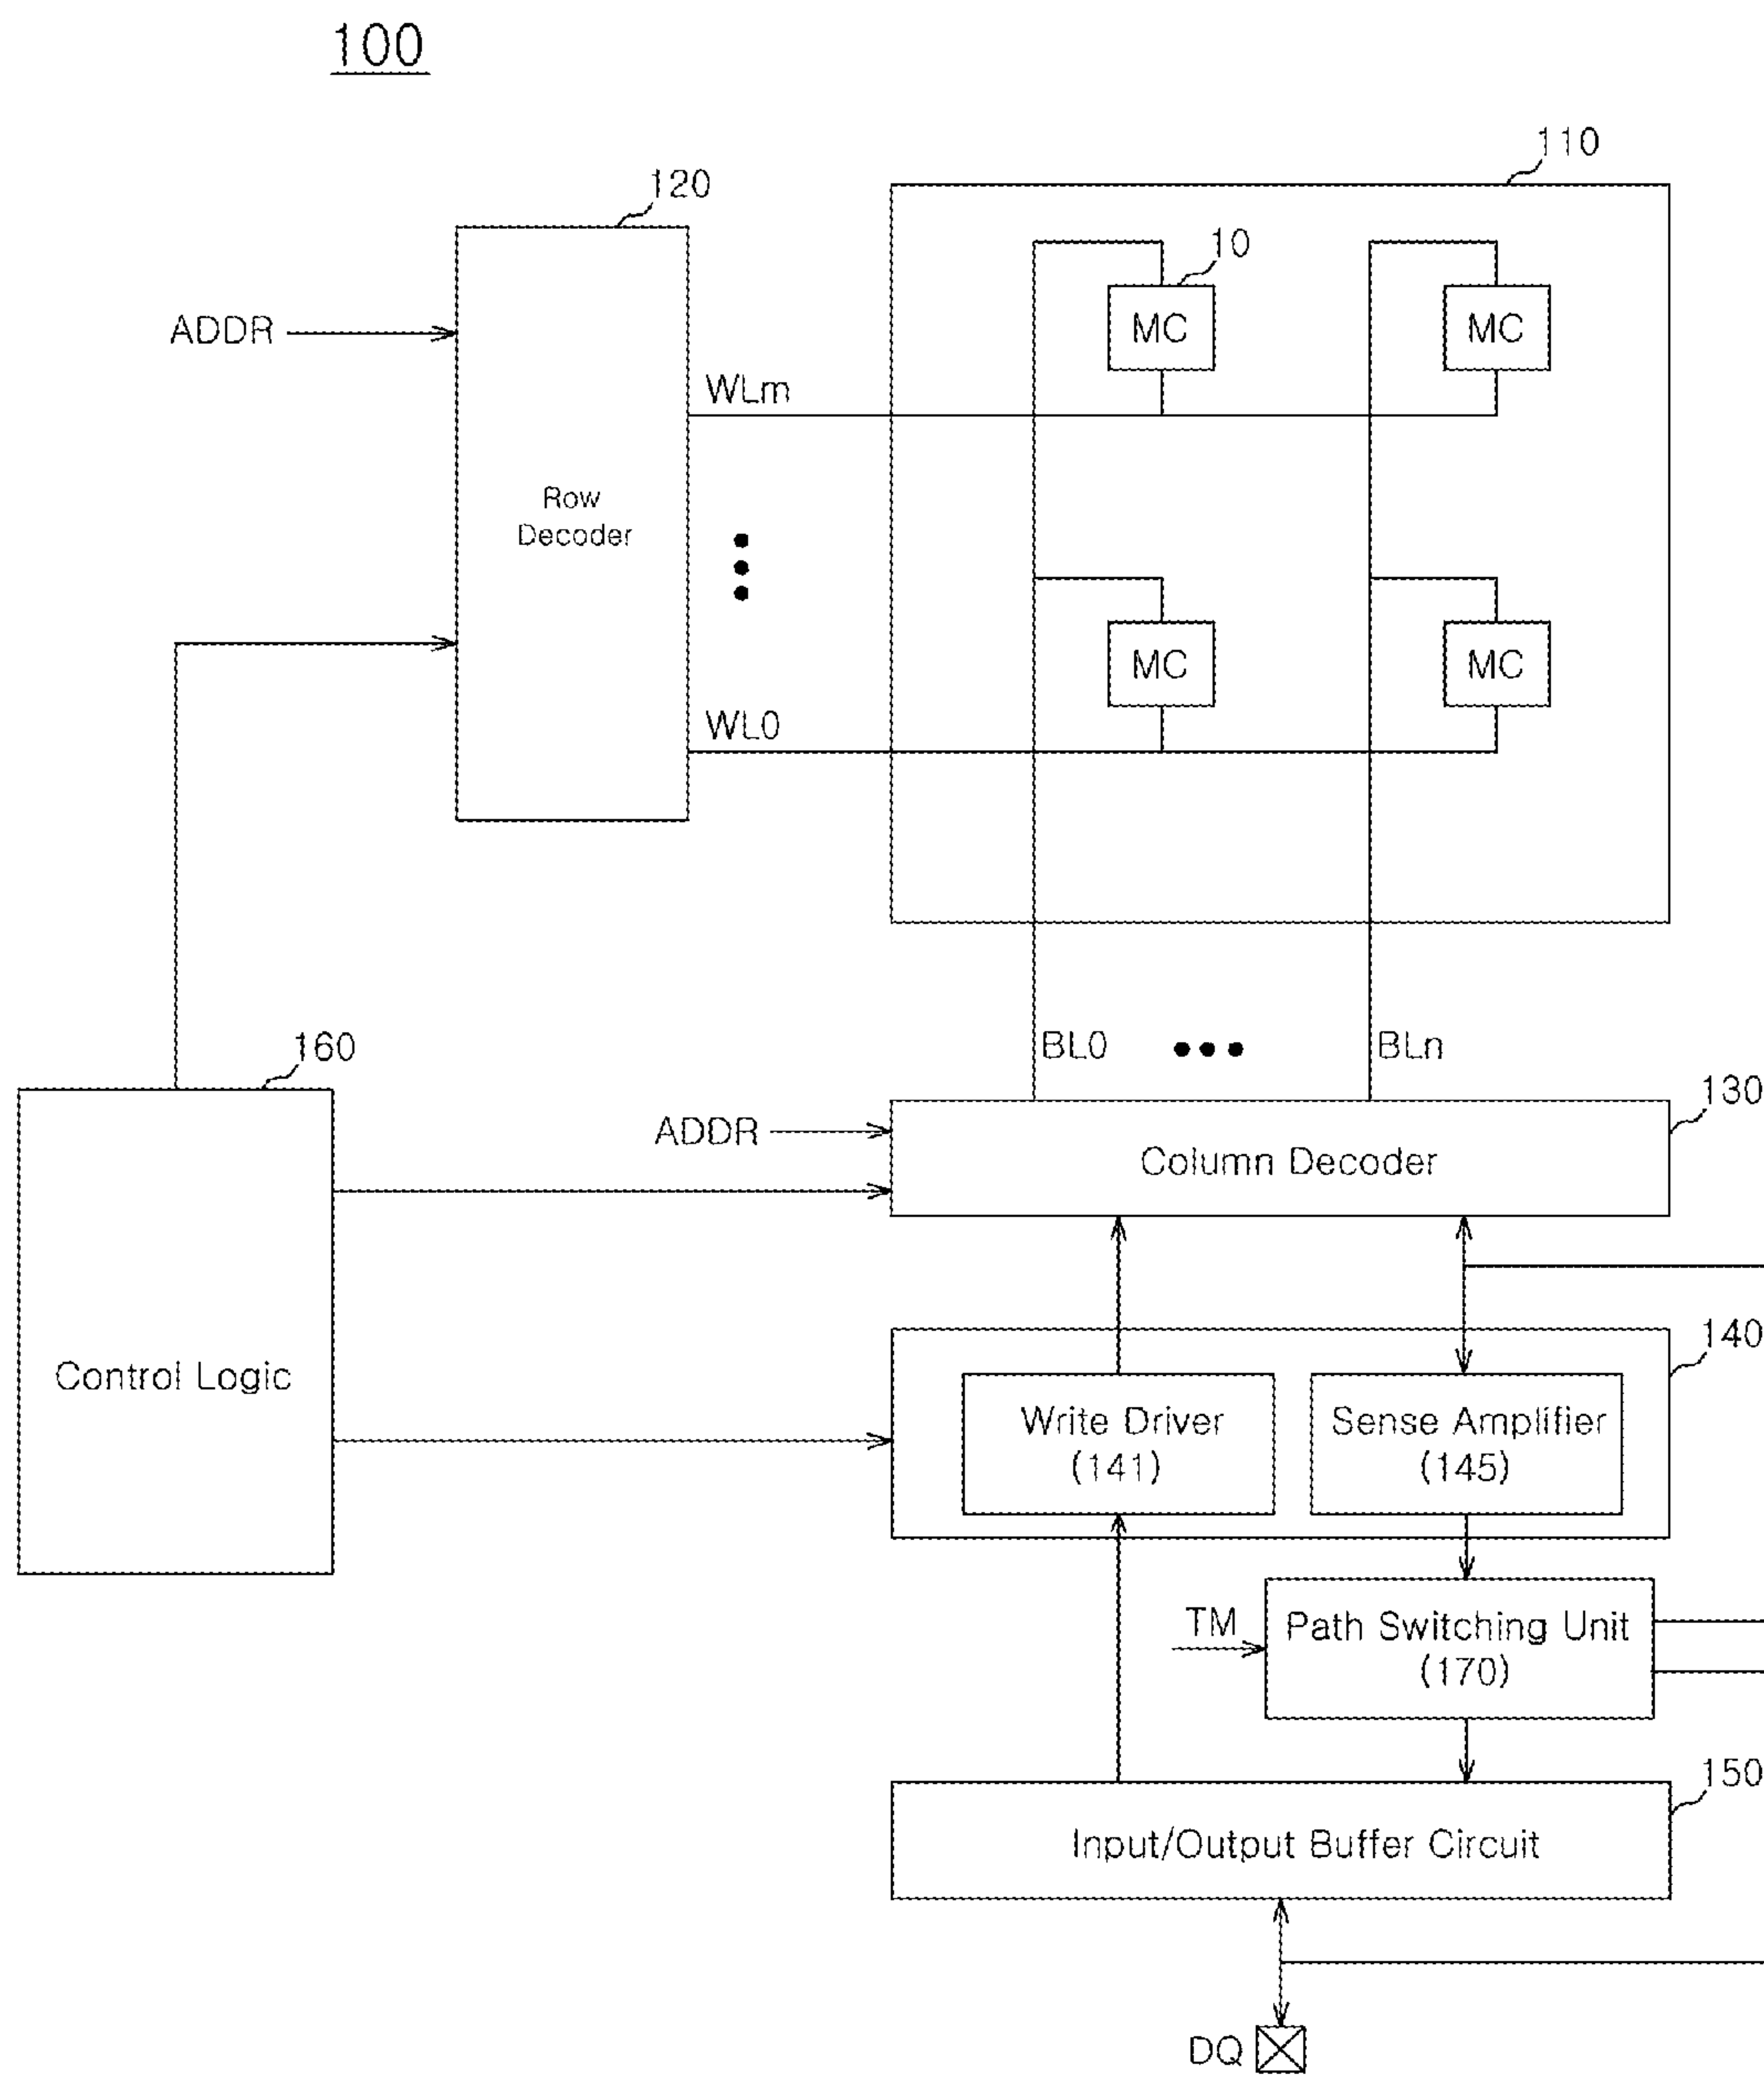 100
110
120
10
MC
MC
ADDR
WLm
Row
Decoder
MC
MC
WL0
160
BL0
BLn
130
ADDR
Column Decoder
140
Control Logic
Write Driver
(141)
Sense Amplifier
(145)
TM
Path Switching Unit
(170)
150
Input/Output Buffer Circuit
DQ